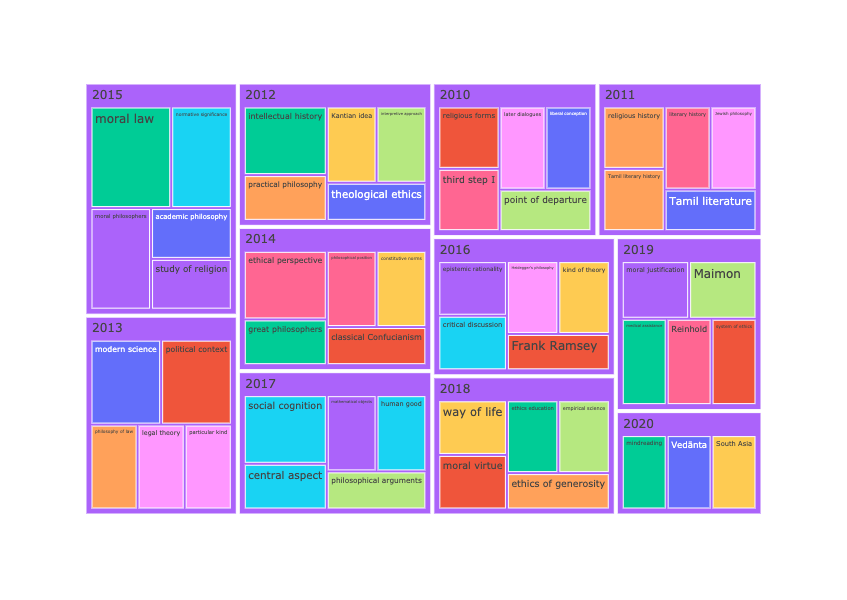 2015
moral law
normative significance
moral philosophers
academic philosophy
study of religion
2013
modern science
political context
philosophy of law
legal theory
particular kind
2012
intellectual history
Kantian idea
interpretive approach
practical philosophy
theological ethics
2014
ethical perspective
philosophical position
constitutive norms
great philosophers
classical Confucianism
2017
social cognition
human good
central aspect
philosophical arguments
2010
religious forms
later dialogues
liberal conception
third step I
point of departure
2011
religious history
literary history
Jewish philosophy
Tamil literary history
Tamil literature
2016
epistemic rationality
Heidegger's philosophy
kind of theory
critical discussion
Frank Ramsey
2018
way of life
ethics education
empirical science
moral virtue
ethics of generosity
2019
moral justification
Maimon
Reinhold
system of ethics
2020
mindreading
Vedānta
South Asia